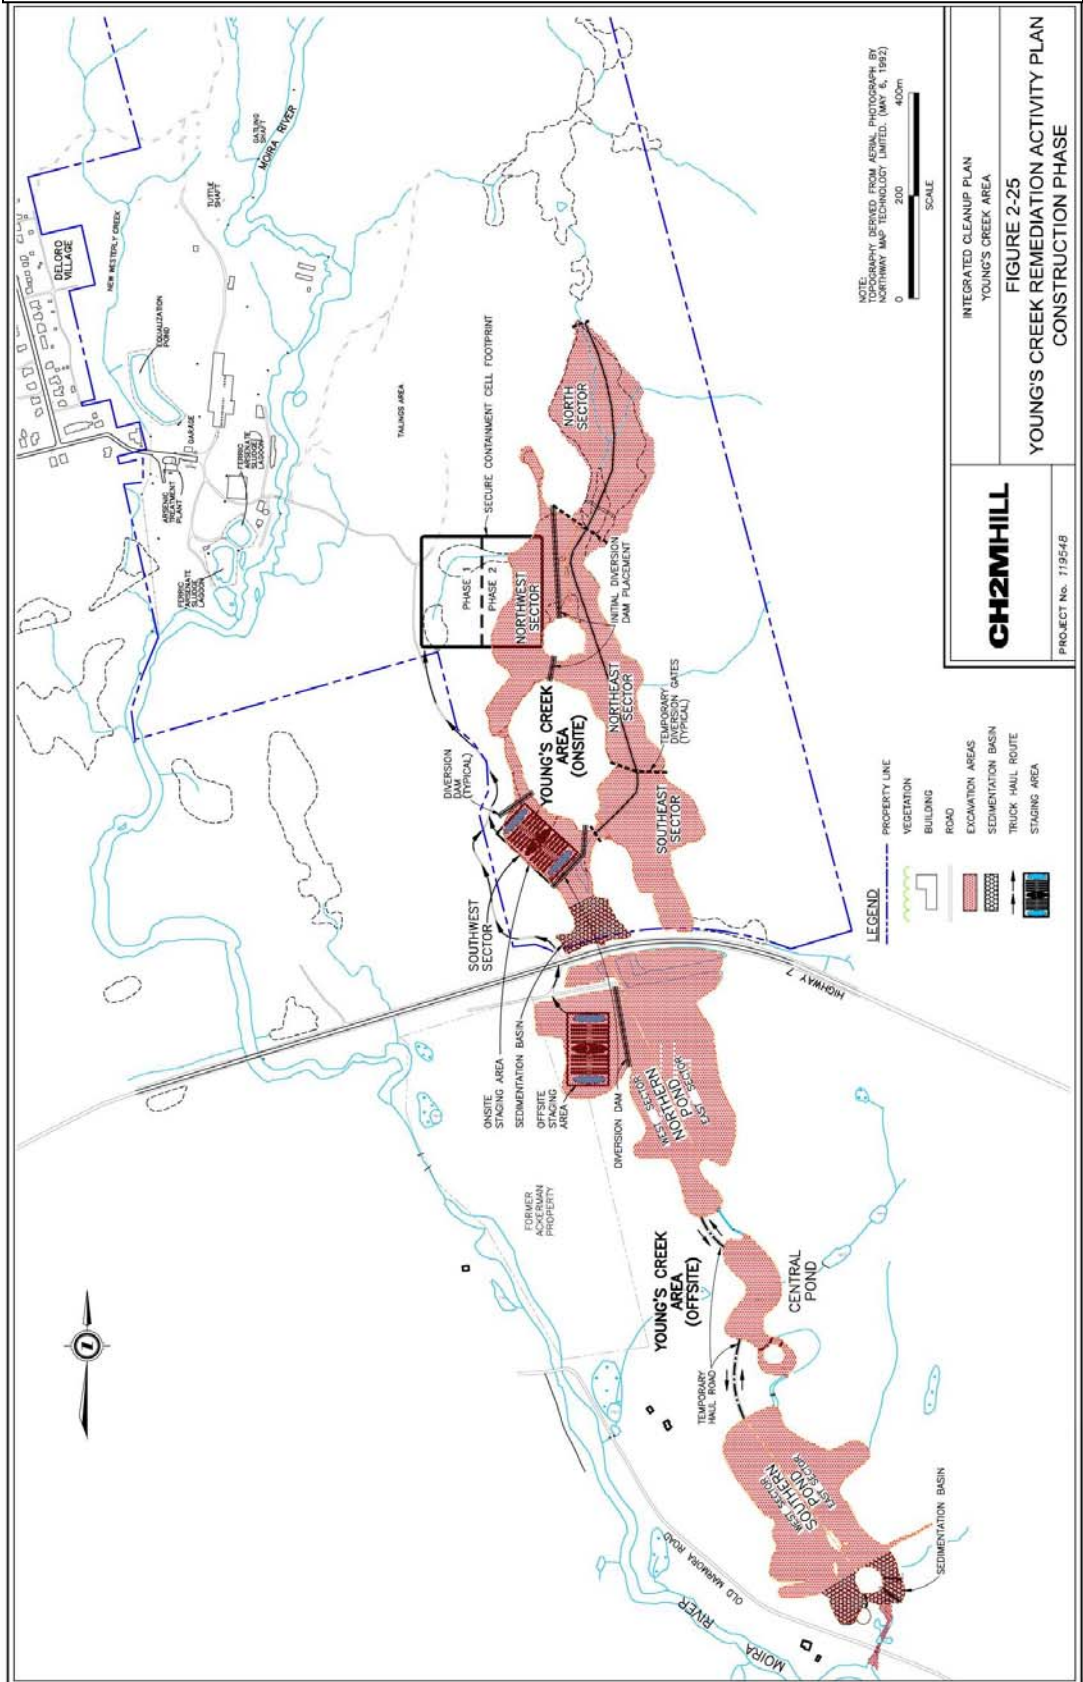 DELORO
VILLAGE
NEW WESTERLY CREEK
EQUALIZATION
POND
TUTTLE
SHAFT
GATLING
SHAFT
MOIRA RIVER
GARAGE
ARSENIC
TREATMENT
PLANT
FERRIC
ARSENATE
SLUDGE
LAGOON
FERRIC
ARSENATE
SLUDGE
LAGOON
TAILINGS AREA
SECURE CONTAINMENT CELL FOOTPRINT
PHASE 1
PHASE 2
NORTHWEST
SECTOR
NORTH
SECTOR
INITIAL DIVERSION
DAM PLACEMENT
NORTHEAST
SECTOR
YOUNG'S CREEK
AREA
(ONSITE)
TEMPORARY
DIVERSION GATES
(TYPICAL)
DIVERSION
DAM
(TYPICAL)
SOUTHEAST
SECTOR
SOUTHWEST
SECTOR
ONSITE
STAGING AREA
SEDIMENTATION BASIN
OFFSITE
STAGING
AREA
DIVERSION DAM
HIGHWAY 7
WEST SECTOR
NORTHERN
POND
EAST SECTOR
FORMER
ACKERMAN
PROPERTY
YOUNG'S CREEK
AREA
(OFFSITE)
CENTRAL
POND
TEMPORARY
HAUL ROAD
WEST SECTOR
SOUTHERN
POND
EAST SECTOR
SEDIMENTATION BASIN
OLD MARMORA ROAD
MOIRA RIVER
LEGEND
PROPERTY LINE
VEGETATION
BUILDING
ROAD
EXCAVATION AREAS
SEDIMENTATION BASIN
TRUCK HAUL ROUTE
STAGING AREA
NOTE:
TOPOGRAPHY DERIVED FROM AERIAL PHOTOGRAPH BY
NORTHWAY MAP TECHNOLOGY LIMITED. (MAY 6, 1992)
0 200 400m
SCALE
CH2MHILL
PROJECT No. 119548
INTEGRATED CLEANUP PLAN
YOUNG'S CREEK AREA
FIGURE 2-25
YOUNG'S CREEK REMEDIATION ACTIVITY PLAN
CONSTRUCTION PHASE